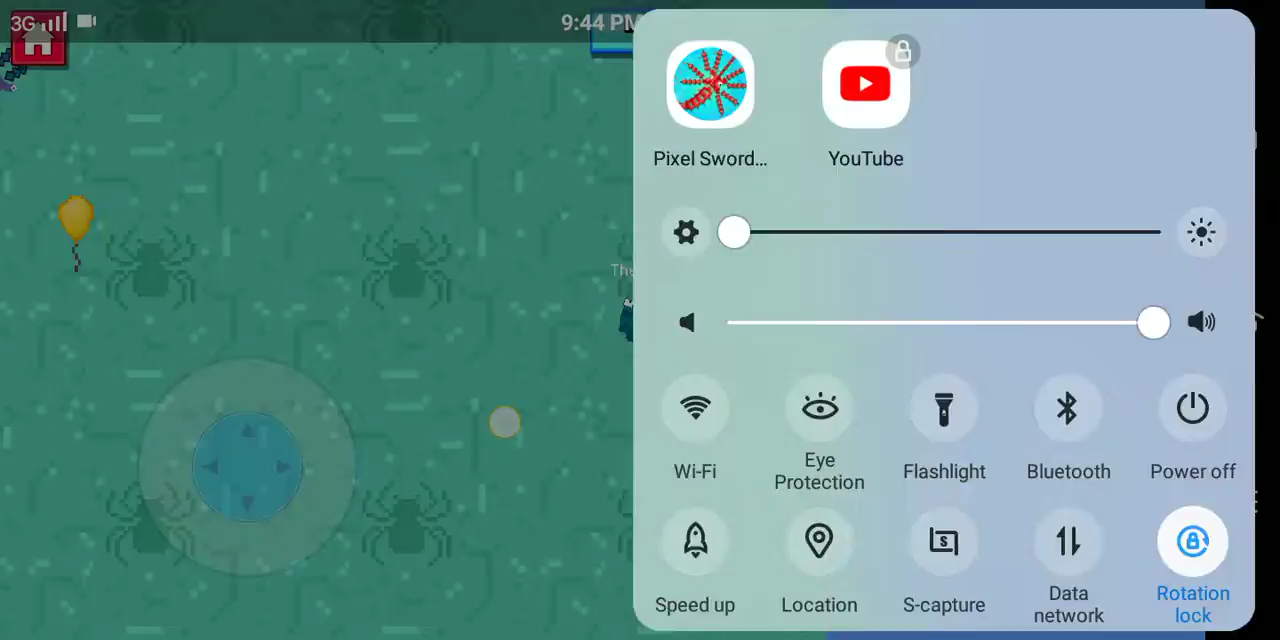 3G
9:44 PM
The
Pixel Sword...
YouTube
Wi-Fi
Eye
Protection
Flashlight
Bluetooth
Power off
Speed up
Location
S-capture
Data
network
Rotation
lock